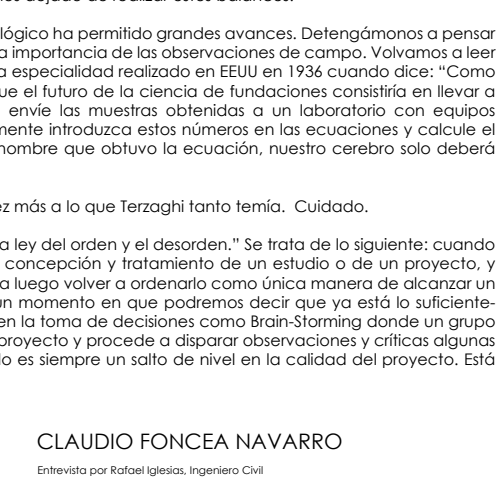 dejado de realizar estos balances.
lógico ha permitido grandes avances. Detengámonos a pensar
a importancia de las observaciones de campo. Volvamos a leer
a especialidad realizado en EEUU en 1936 cuando dice: “Como
ue el futuro de la ciencia de fundaciones consistiría en llevar a
envíe las muestras obtenidas a un laboratorio con equipos
mente introduzca estos números en las ecuaciones y calcule el
nombre que obtuvo la ecuación, nuestro cerebro solo deberá
ez más a lo que Terzaghi tanto temía. Cuidado.
a ley del orden y el desorden.” Se trata de lo siguiente: cuando
concepción y tratamiento de un estudio o de un proyecto, y
a luego volver a ordenarlo como única manera de alcanzar un
un momento en que podremos decir que ya está lo suficiente-
en la toma de decisiones como Brain-Storming donde un grupo
proyecto y procede a disparar observaciones y críticas algunas
lo es siempre un salto de nivel en la calidad del proyecto. Está
CLAUDIO FONCEA NAVARRO
Entrevista por Rafael Iglesias, Ingeniero Civil